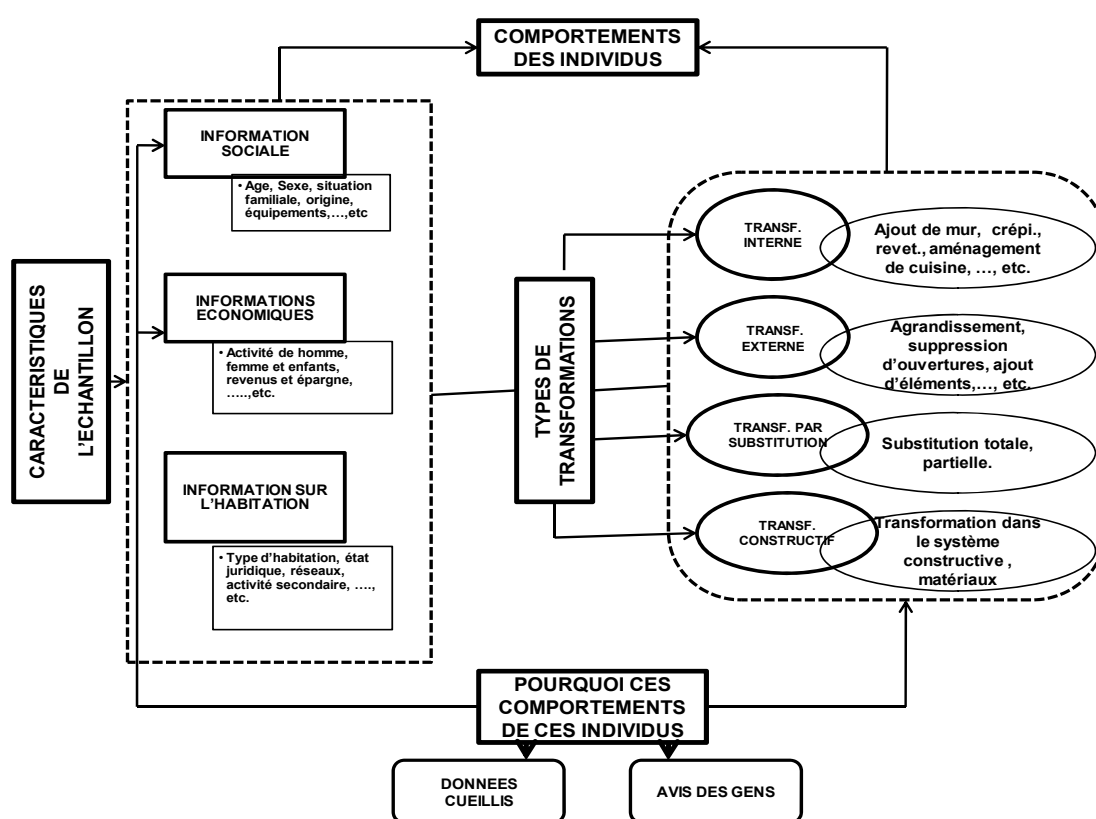 COMPORTEMENTS
DES INDIVIDUS
CARACTERISTIQUES
DE
L'ECHANTILLON
INFORMATION
SOCIALE
• Age, Sexe, situation
familiale, origine,
équipements,…,etc
INFORMATIONS
ECONOMIQUES
• Activité de homme,
femme et enfants,
revenus et épargne,
…..,etc.
INFORMATION SUR
L'HABITATION
• Type d'habitation, état
juridique, réseaux,
activité secondaire, ….,
etc.
TYPES DE
TRANSFORMATIONS
TRANSF.
INTERNE
Ajout de mur, crépi.,
revet., aménagement
de cuisine, …, etc.
TRANSF.
EXTERNE
Agrandissement,
suppression
d'ouvertures, ajout
d'éléments,…, etc.
TRANSF. PAR
SUBSTITUTION
Substitution totale,
partielle.
TRANSF.
CONSTRUCTIF
Transformation dans
le système
constructive ,
matériaux
POURQUOI CES
COMPORTEMENTS
DE CES INDIVIDUS
DONNEES
CUEILLIS
AVIS DES GENS